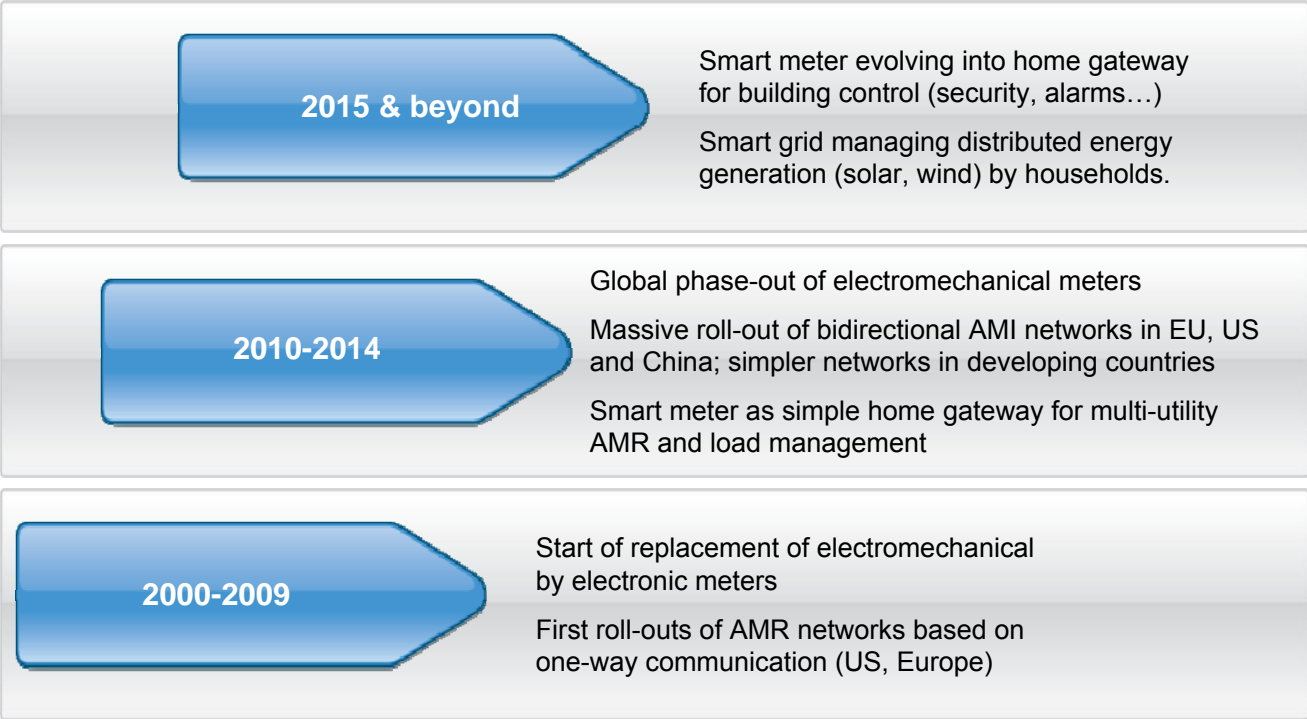 2015 & beyond
Smart meter evolving into home gateway
for building control (security, alarms…)
Smart grid managing distributed energy
generation (solar, wind) by households.
2010-2014
Global phase-out of electromechanical meters
Massive roll-out of bidirectional AMI networks in EU, US
and China; simpler networks in developing countries
Smart meter as simple home gateway for multi-utility
AMR and load management
2000-2009
Start of replacement of electromechanical
by electronic meters
First roll-outs of AMR networks based on
one-way communication (US, Europe)